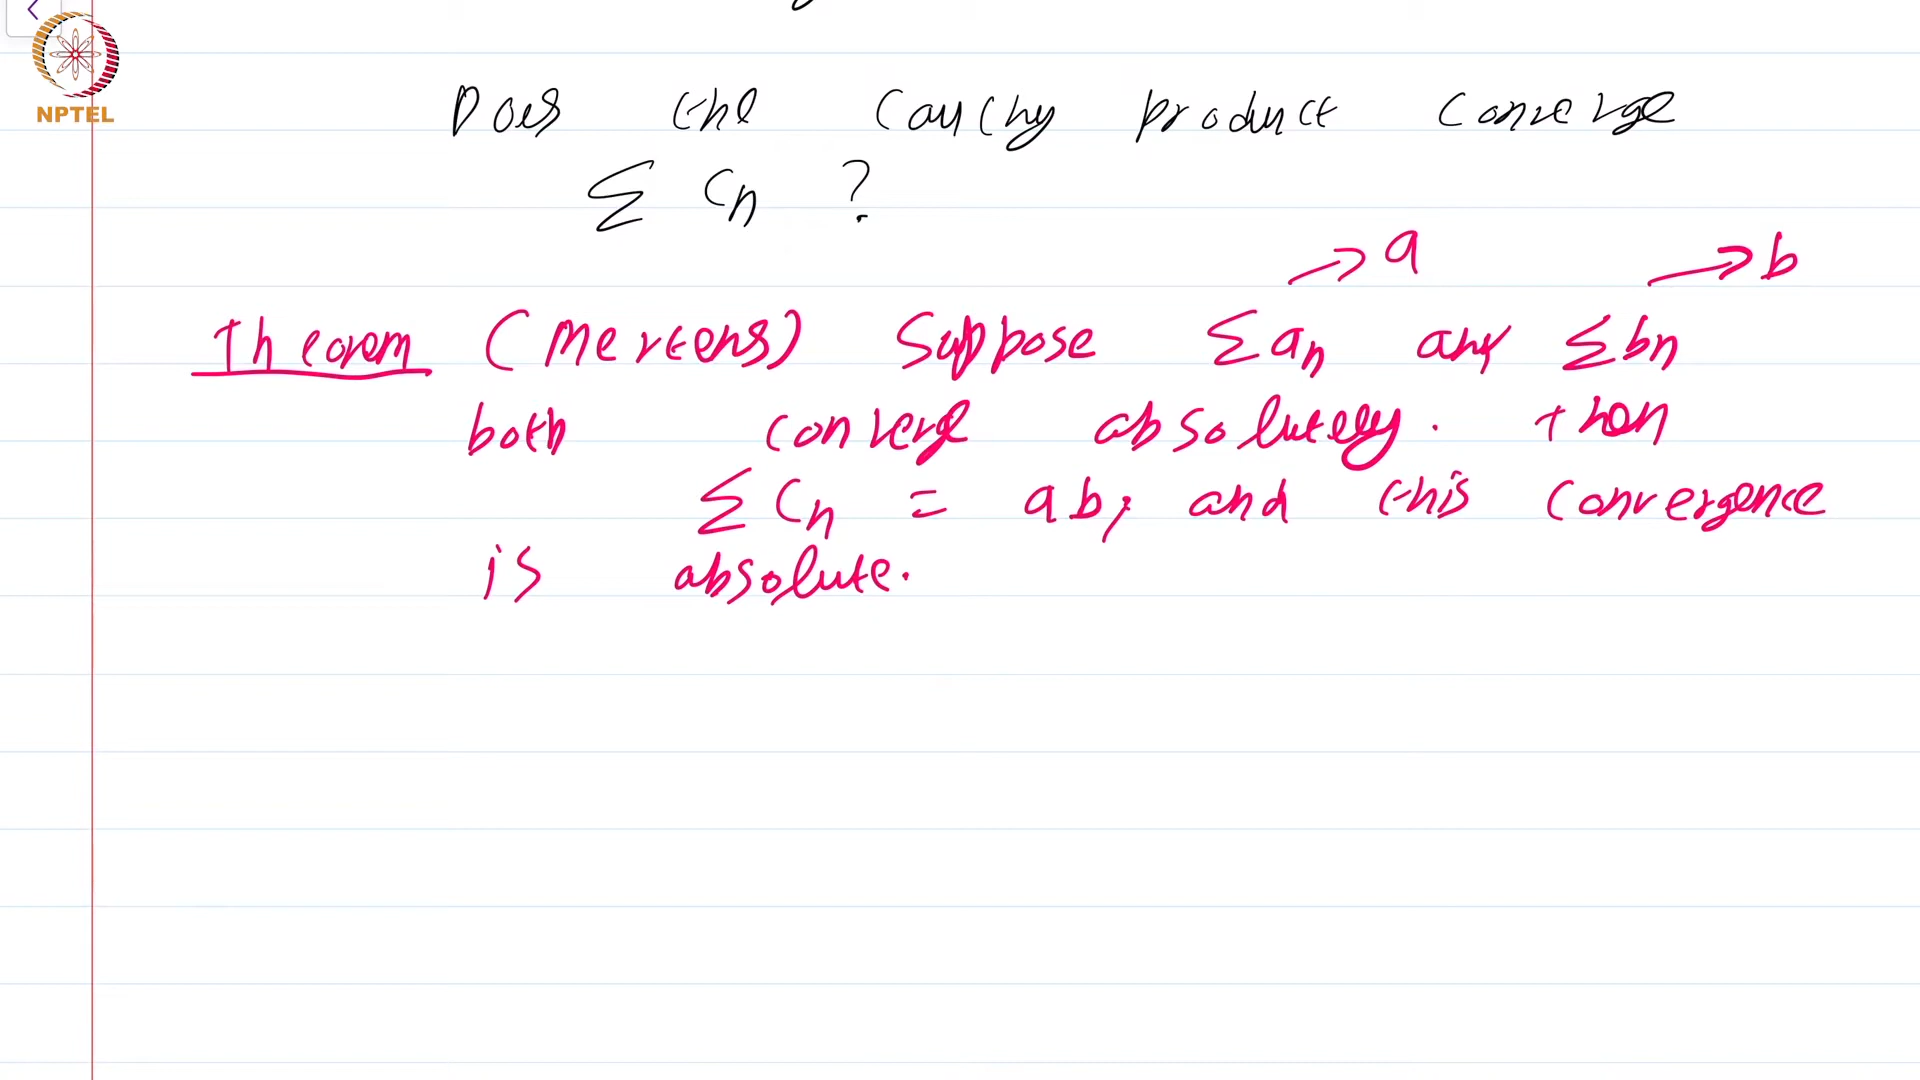 NPTEL
Does the Cauchy product converge
Σ Cn ?
→ a → b
Theorem (Mertens) Suppose Σan and Σbn
both converge absolutely. Then
ΣCn = ab, and this convergence
is absolute.